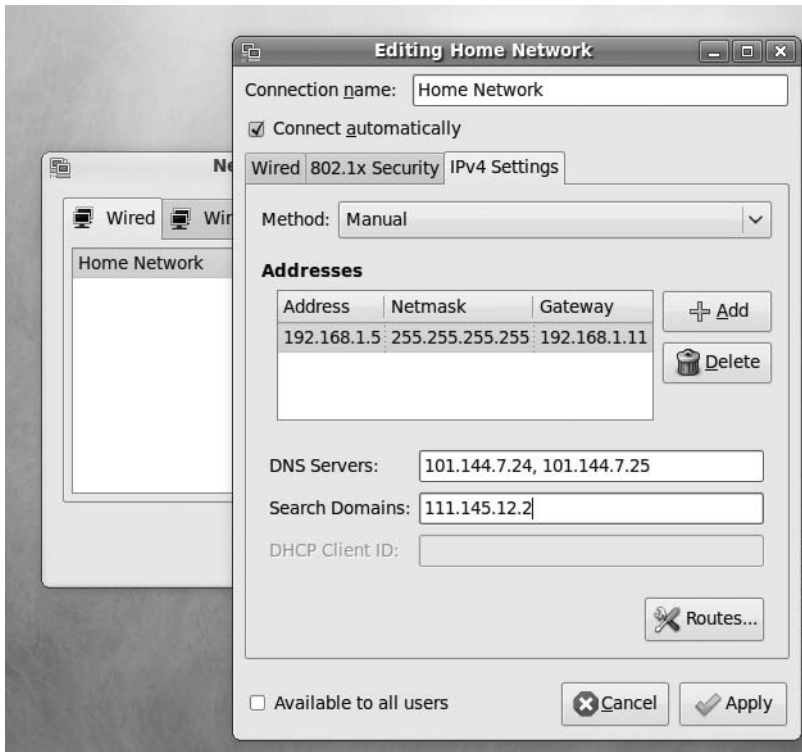 Editing Home Network
Connection name: Home Network
Connect automatically
Wired 802.1x Security IPv4 Settings
Method: Manual
Addresses
Address Netmask Gateway
192.168.1.5 255.255.255.255 192.168.1.11
Add
Delete
DNS Servers: 101.144.7.24, 101.144.7.25
Search Domains: 111.145.12.2
DHCP Client ID:
Routes...
Available to all users
Cancel
Apply
Ne
Wired Wir
Home Network